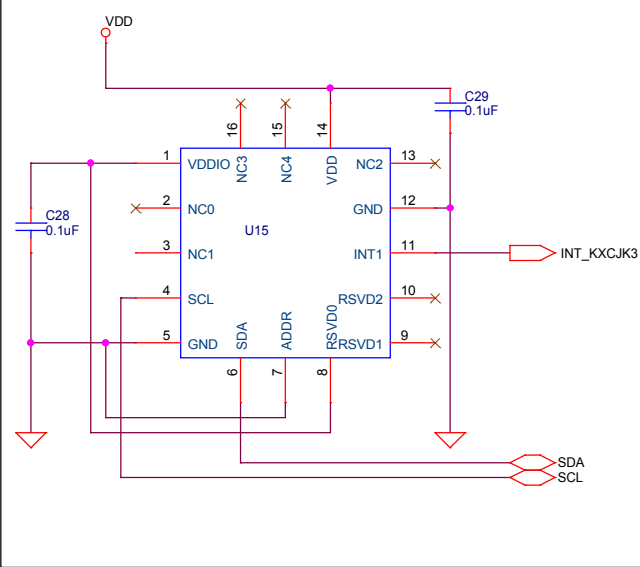 VDD
C29
0.1uF
16
15
14
NC3
NC4
VDD
1
VDDIO
NC2
13
2
NC0
GND
12
C28
0.1uF
U15
3
NC1
INT1
11
INT_KXCJK3
4
SCL
RSVD2
10
5
GND
SDA
ADDR
RSVD0
RSVD1
9
6
7
8
SDA
SCL